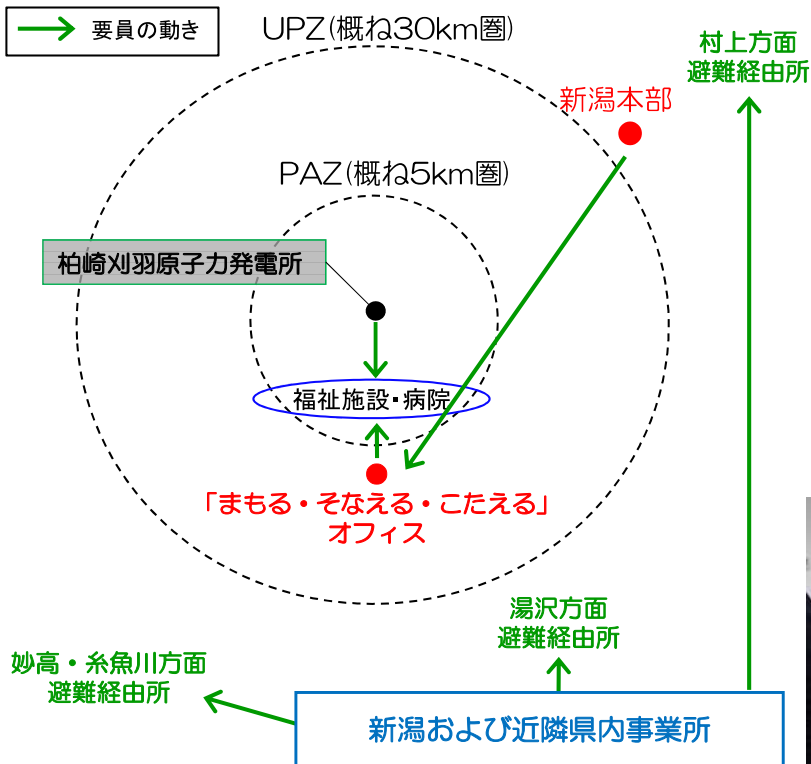 要員の動き
UPZ(概ね30km圏)
村上方面
避難経由所
新潟本部
PAZ(概ね5km圏)
柏崎刈羽原子力発電所
福祉施設・病院
「まもる・そなえる・こたえる」
オフィス
湯沢方面
避難経由所
妙高・糸魚川方面
避難経由所
新潟および近隣県内事業所